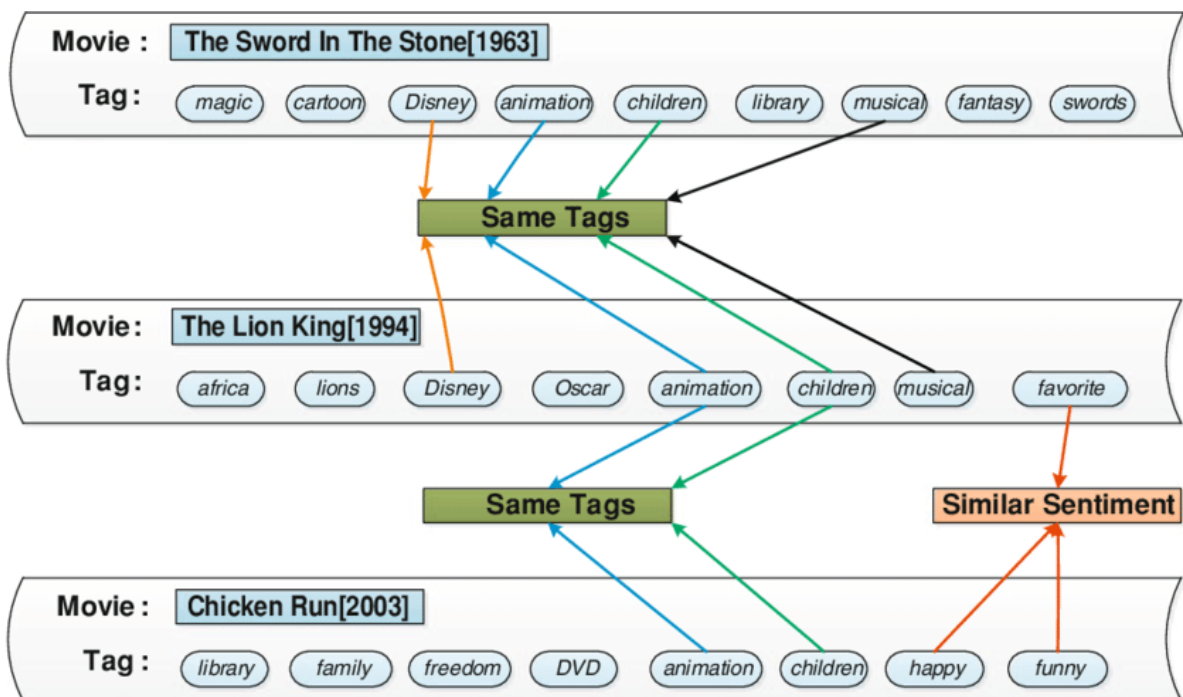 Movie : The Sword In The Stone[1963]
Tag : magic cartoon Disney animation children library musical fantasy swords
Same Tags
Movie: The Lion King[1994]
Tag: africa lions Disney Oscar animation children musical favorite
Same Tags Similar Sentiment
Movie : Chicken Run[2003]
Tag : library family freedom DVD animation children happy funny